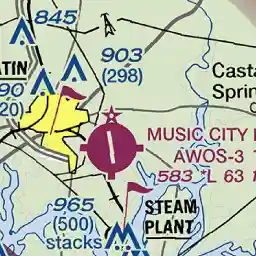 845
903
(298)
ATIN
Casta
Sprin
90
20)
MUSIC CITY
AWOS-3
583 *L 63 1
965
(500)
stacks
STEAM
PLANT